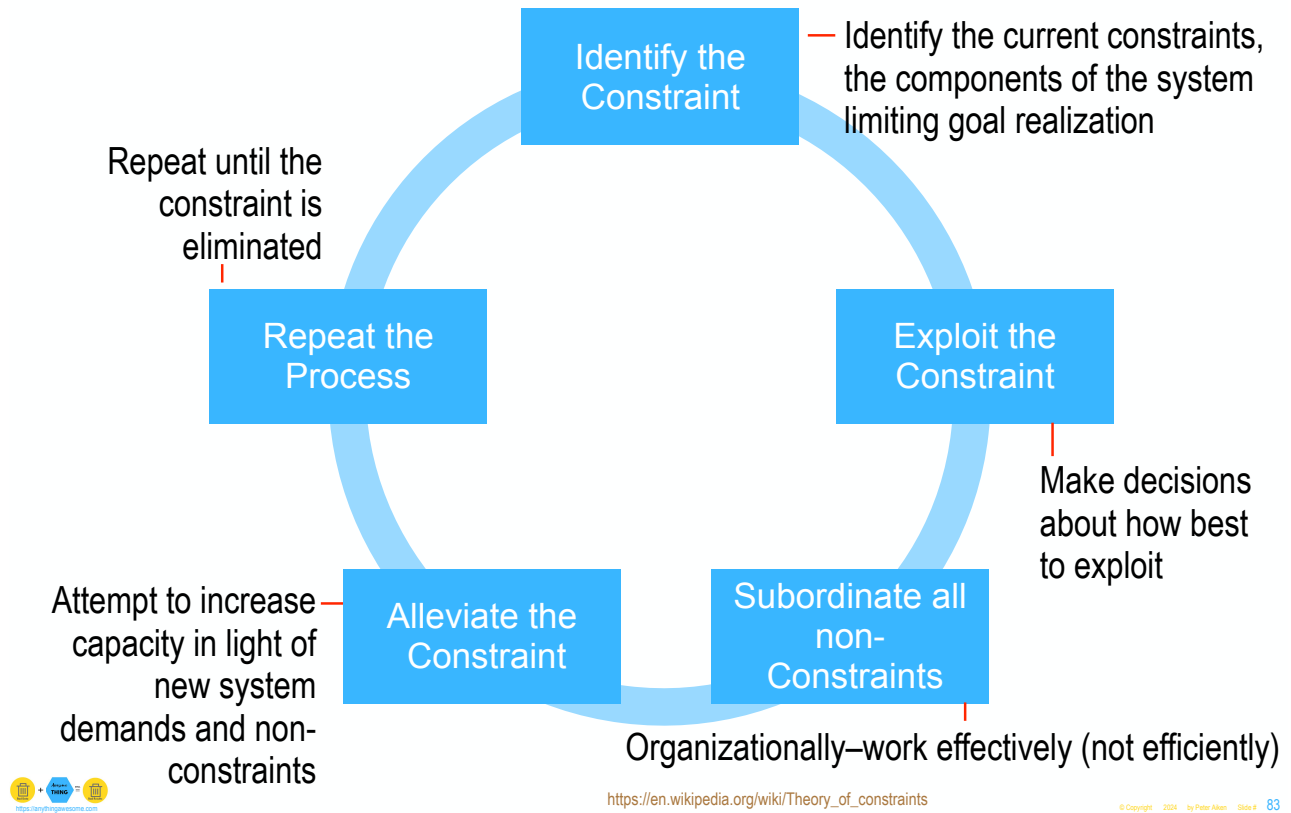 Identify the
Constraint
Identify the current constraints,
the components of the system
limiting goal realization
Repeat until the
constraint is
eliminated
Repeat the
Process
Exploit the
Constraint
Make decisions
about how best
to exploit
Attempt to increase
capacity in light of
new system
demands and non-
constraints
Alleviate the
Constraint
Subordinate all
non-
Constraints
Organizationally–work effectively (not efficiently)
+ THING =
https://anythingawesome.com
https://en.wikipedia.org/wiki/Theory_of_constraints
© Copyright 2024 by Peter Aiken Slide # 83